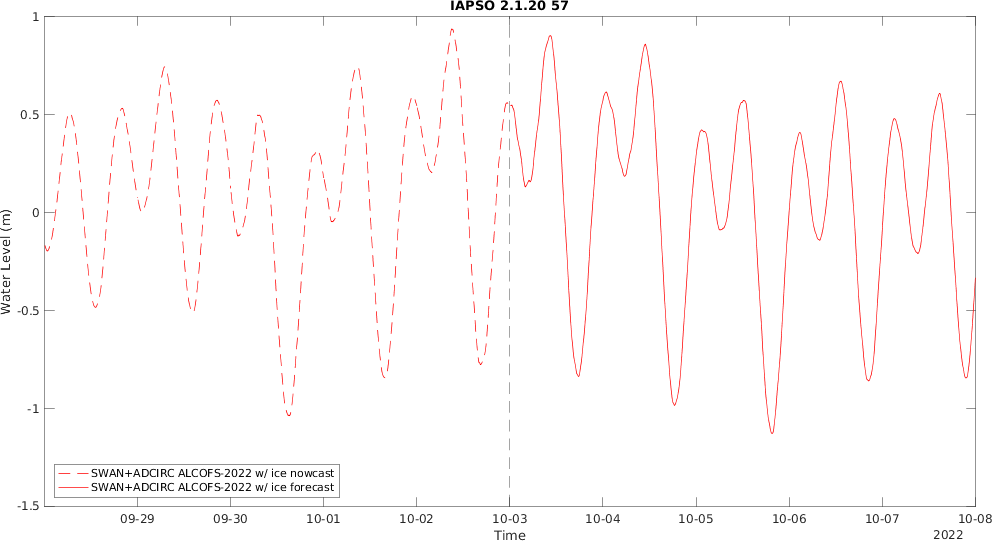 IAPSO 2.1.20 57
Water Level (m)
1
0.5
0
-0.5
-1
-1.5
SWAN+ADCIRC ALCOFS-2022 w/ ice nowcast
SWAN+ADCIRC ALCOFS-2022 w/ ice forecast
09-29 09-30 10-01 10-02 10-03 10-04 10-05 10-06 10-07 10-08
Time
2022